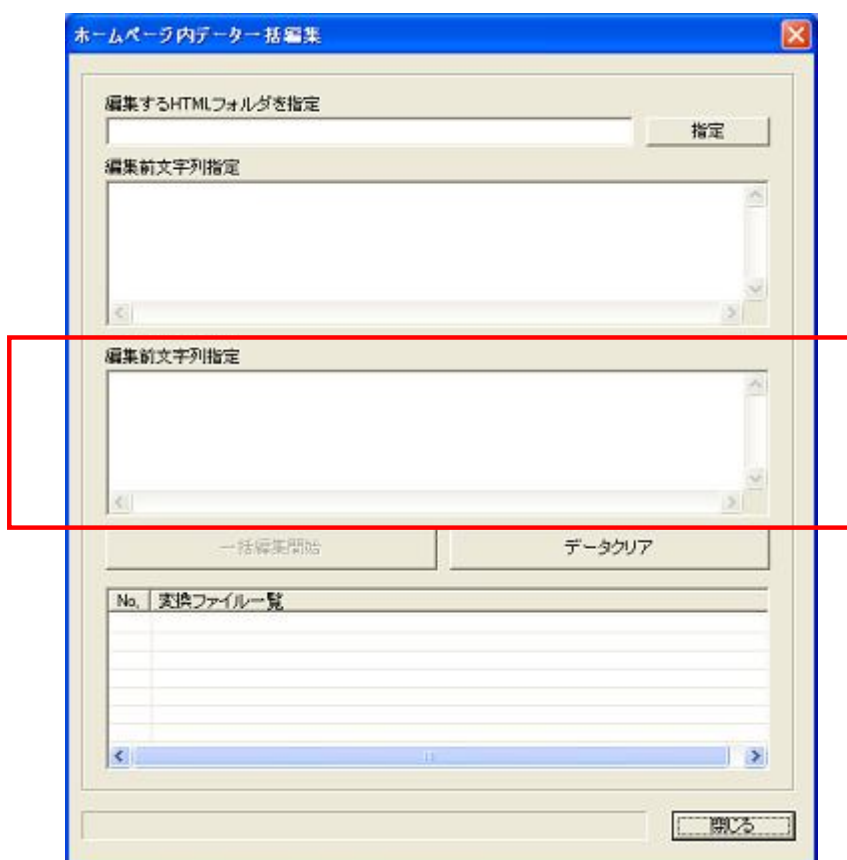 ホームページ内データ一括編集
編集するHTMLフォルダを指定
指定
編集前文字列指定
編集前文字列指定
一括編集開始
データクリア
No. 変換ファイル一覧
閉じる